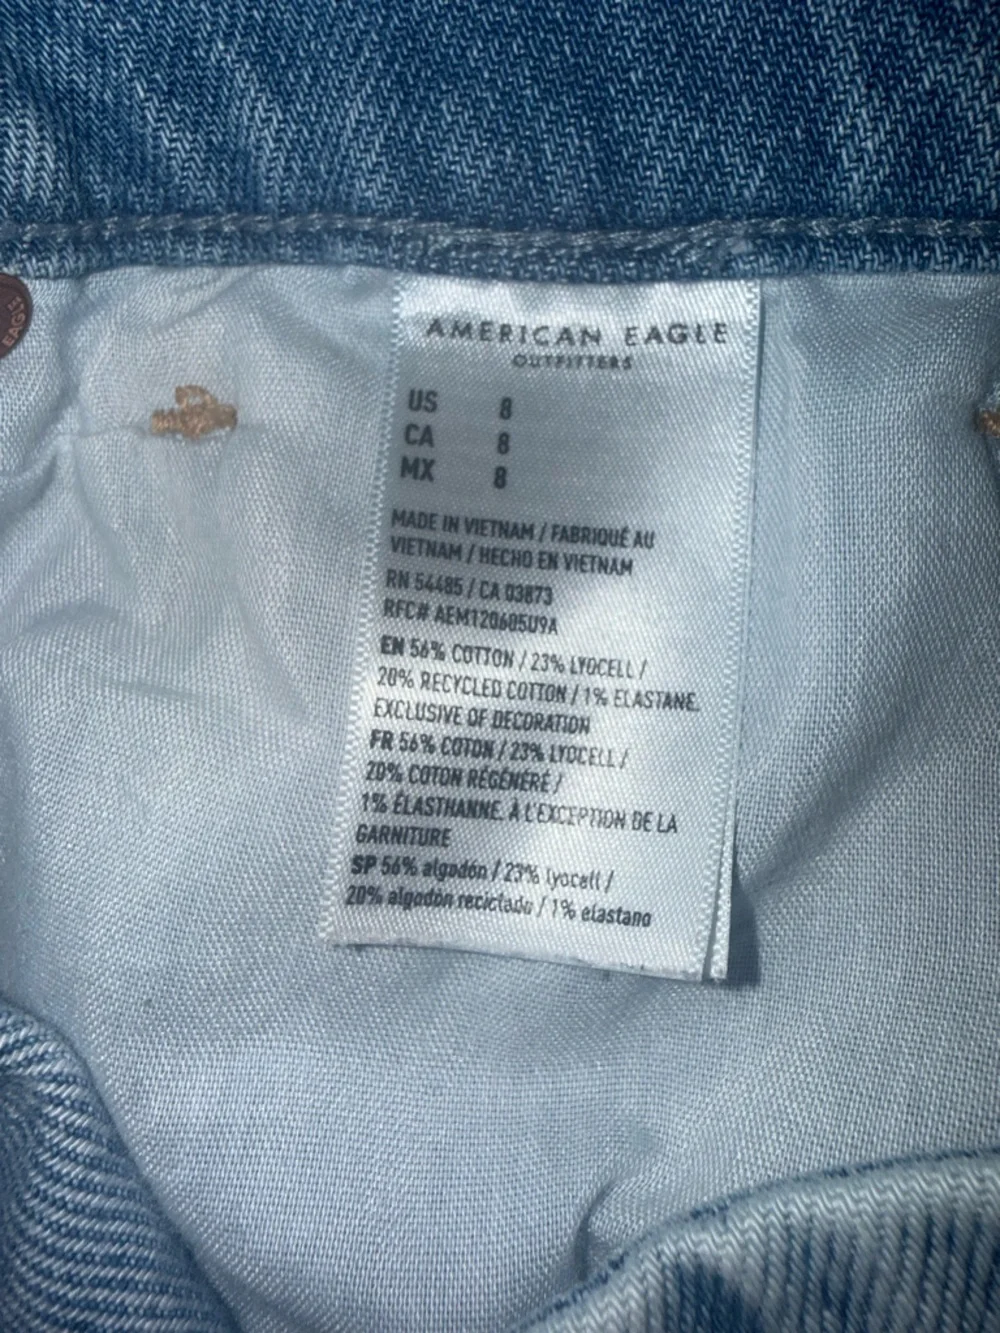 AMERICAN EAGLE
OUTFITTERS
US 8
CA 8
MX 8
MADE IN VIETNAM / FABRIQUÉ AU
VIETNAM / HECHO EN VIETNAM
RN 54485 / CA 03873
RFC# AEM120605U9A
EN 56% COTTON / 23% LYOCELL /
20% RECYCLED COTTON / 1% ELASTANE.
EXCLUSIVE OF DECORATION
FR 56% COTON / 23% LYOCELL /
20% COTON RÉGÉNÉRÉ /
1% ÉLASTHANNE. À L'EXCEPTION DE LA
GARNITURE
SP 56% algodón / 23% lyocell /
20% algodón reciclado / 1% elastano
EAGLE